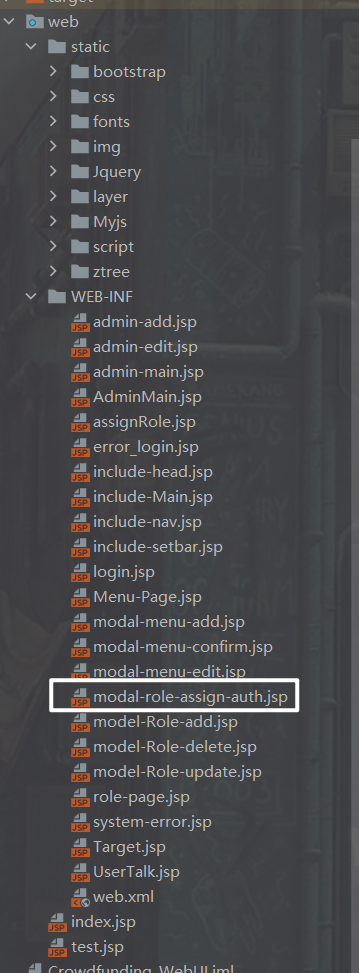 target
web
static
bootstrap
css
fonts
img
Jquery
layer
Myjs
script
ztree
WEB-INF
admin-add.jsp
admin-edit.jsp
admin-main.jsp
AdminMain.jsp
assignRole.jsp
error_login.jsp
include-head.jsp
include-Main.jsp
include-nav.jsp
include-setbar.jsp
login.jsp
Menu-Page.jsp
modal-menu-add.jsp
modal-menu-confirm.jsp
modal-menu-edit.jsp
modal-role-assign-auth.jsp
model-Role-add.jsp
model-Role-delete.jsp
model-Role-update.jsp
role-page.jsp
system-error.jsp
Target.jsp
UserTalk.jsp
web.xml
index.jsp
test.jsp
Crowdfunding_WebUI.iml